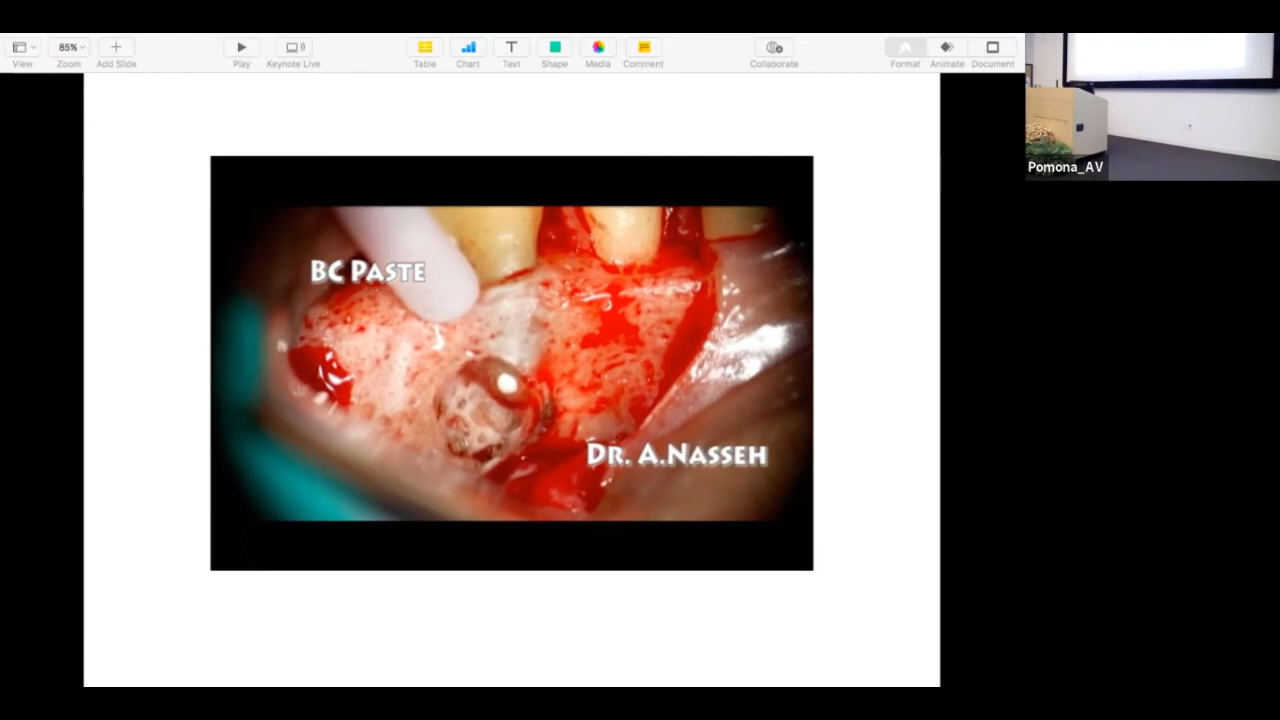 85%
View
Zoom
Add Slide
Play
Keynote Live
Table
Chart
Text
Shape
Media
Comment
Collaborate
Format
Animate
Document
Pomona_AV
BC PASTE
DR. A.NASSEH